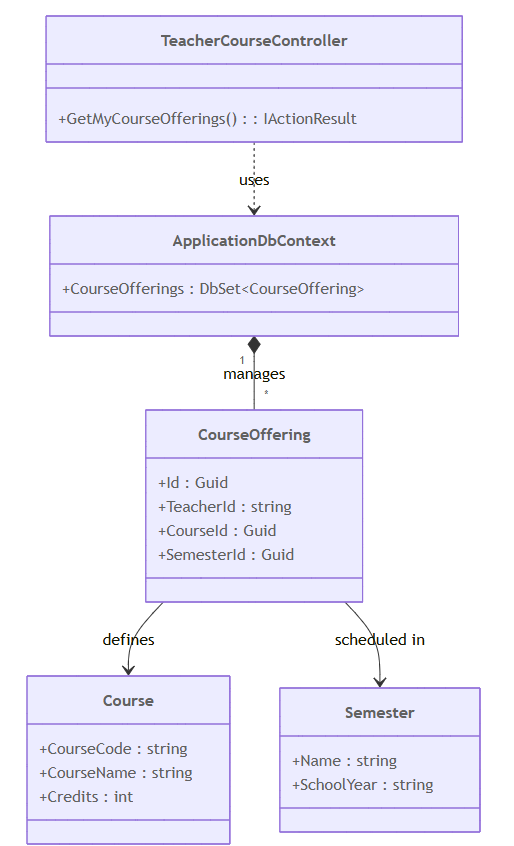 TeacherCourseController
+GetMyCourseOfferings() : : IActionResult
uses
ApplicationDbContext
+CourseOfferings : DbSet<CourseOffering>
1
manages
*
CourseOffering
+Id : Guid
+TeacherId : string
+CourseId : Guid
+SemesterId : Guid
defines
scheduled in
Course
+CourseCode : string
+CourseName : string
+Credits : int
Semester
+Name : string
+SchoolYear : string